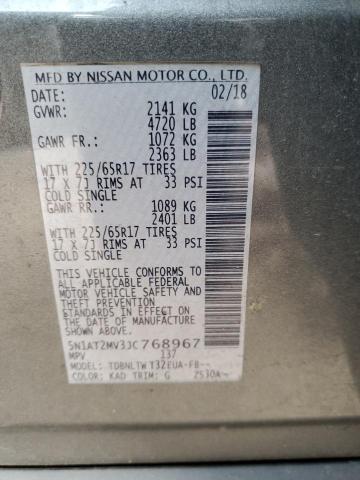 MFD BY NISSAN MOTOR CO., LTD.
DATE: 02/18
GVWR: 2141 KG
4720 LB
GAWR FR: 1072 KG
2363 LB
WITH 225/65R17 TIRES
17 X 7J RIMS AT 33 PSI
COLD SINGLE
GAWR RR: 1089 KG
2401 LB
WITH 225/65R17 TIRES
17 X 7J RIMS AT 33 PSI
COLD SINGLE
THIS VEHICLE CONFORMS TO
ALL APPLICABLE FEDERAL
MOTOR VEHICLE SAFETY AND
THEFT PREVENTION
STANDARDS IN EFFECT ON
THE DATE OF MANUFACTURE
SHOWN ABOVE.
5N1AT2MV3JC768967
MPV 137
MODEL: TDBNLTW T32EUA-FB--
COLOR: KAD TRIM: G ZS30A-